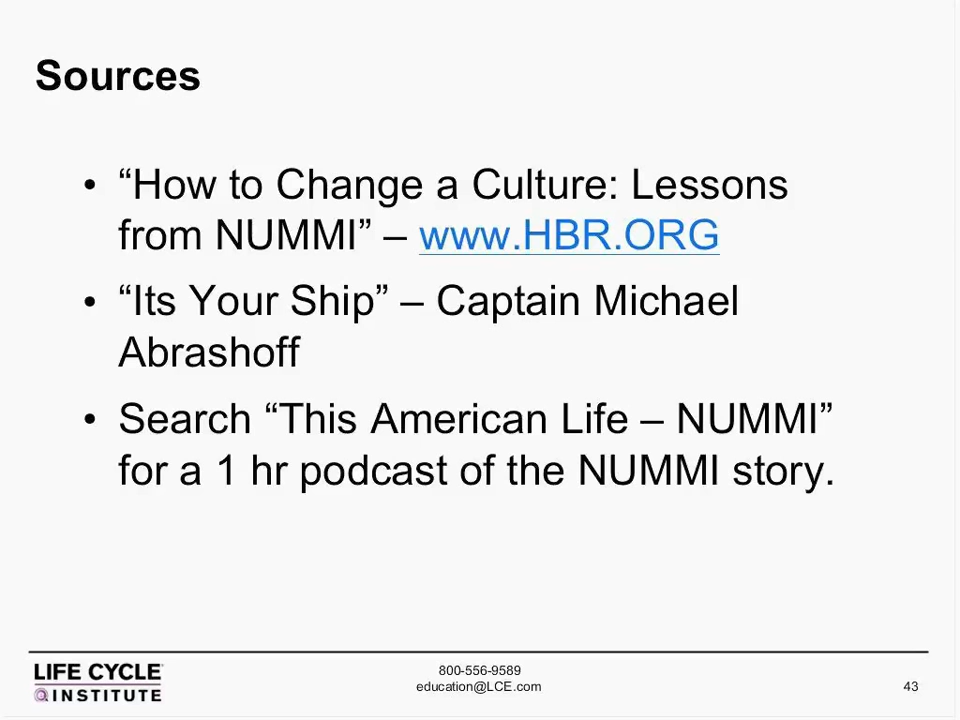 Sources
• “How to Change a Culture: Lessons
from NUMMI” – www.HBR.ORG
• “Its Your Ship” – Captain Michael
Abrashoff
• Search “This American Life – NUMMI”
for a 1 hr podcast of the NUMMI story.
LIFE CYCLE
INSTITUTE
800-556-9589
education@LCE.com
43